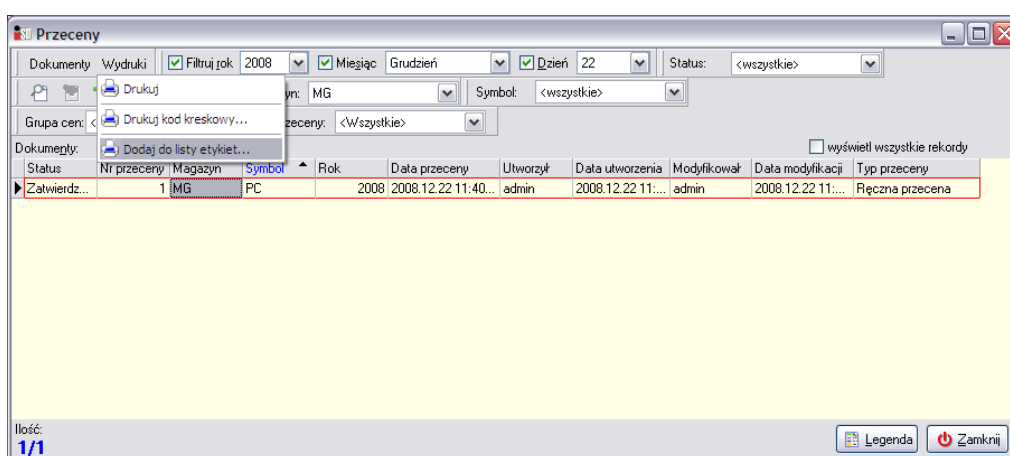 Przeceny
Dokumenty Wydruki Filtruj rok 2008 Miesiąc Grudzień Dzień 22 Status: <wszystkie>
Drukuj MG Symbol: <wszystkie>
Grupa cen: Drukuj kod kreskowy... <Wszystkie>
Dokumenty: Dodaj do listy etykiet... wyświetl wszystkie rekordy
Status Nr przeceny Magazyn Symbol Rok Data przeceny Utworzył Data utworzenia Modyfikował Data modyfikacji Typ przeceny
Zatwierdz... 1 MG PC 2008 2008.12.22 11:40... admin 2008.12.22 11:... admin 2008.12.22 11:... Ręczna przecena
Ilość:
1/1 Legenda Zamknij